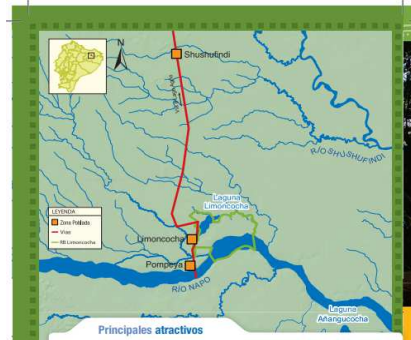 N
Shushufindi
RÍO SHUSHUFINDI
Laguna
Limoncocha
LEYENDA
Zona Poblada
Vías
RB Limoncocha
Limoncocha
Pompeya
RÍO NAPO
Laguna
Añangucocha
Principales atractivos